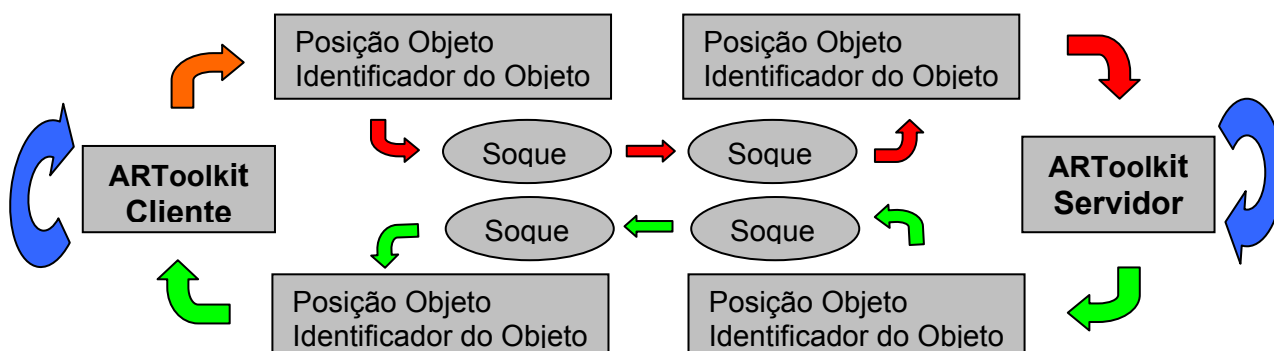 Posição Objeto
Identificador do Objeto
Posição Objeto
Identificador do Objeto
Soque
Soque
ARToolkit
Cliente
ARToolkit
Servidor
Soque
Soque
Posição Objeto
Identificador do Objeto
Posição Objeto
Identificador do Objeto